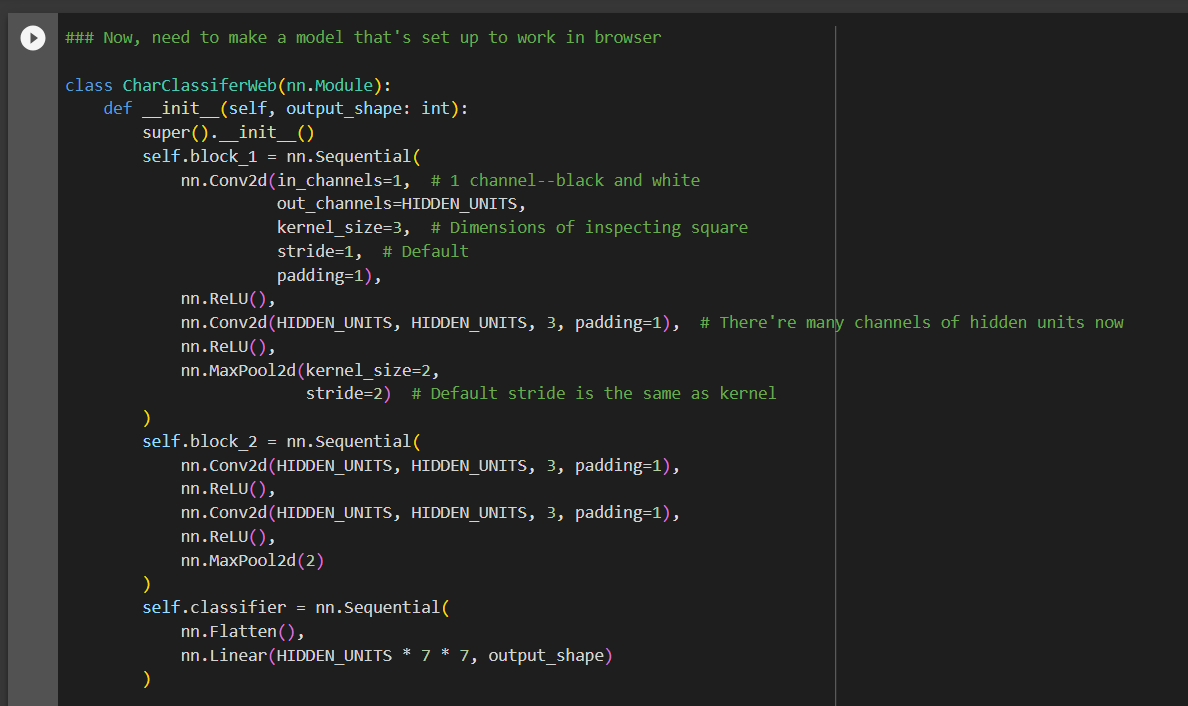 ### Now, need to make a model that's set up to work in browser
class CharClassiferWeb(nn.Module):
    def __init__(self, output_shape: int):
        super().__init__()
        self.block_1 = nn.Sequential(
            nn.Conv2d(in_channels=1,  # 1 channel--black and white
                      out_channels=HIDDEN_UNITS,
                      kernel_size=3,  # Dimensions of inspecting square
                      stride=1,  # Default
                      padding=1),
            nn.ReLU(),
            nn.Conv2d(HIDDEN_UNITS, HIDDEN_UNITS, 3, padding=1),  # There're many channels of hidden units now
            nn.ReLU(),
            nn.MaxPool2d(kernel_size=2,
                         stride=2)  # Default stride is the same as kernel
        )
        self.block_2 = nn.Sequential(
            nn.Conv2d(HIDDEN_UNITS, HIDDEN_UNITS, 3, padding=1),
            nn.ReLU(),
            nn.Conv2d(HIDDEN_UNITS, HIDDEN_UNITS, 3, padding=1),
            nn.ReLU(),
            nn.MaxPool2d(2)
        )
        self.classifier = nn.Sequential(
            nn.Flatten(),
            nn.Linear(HIDDEN_UNITS * 7 * 7, output_shape)
        )